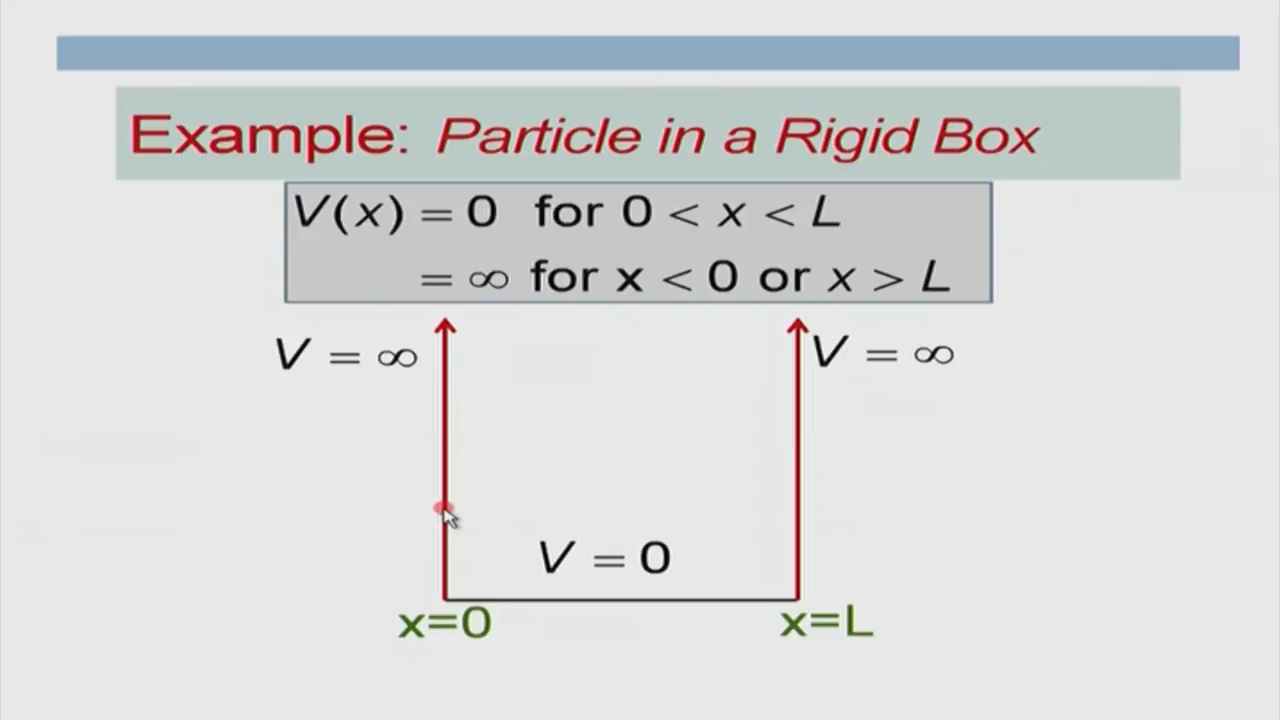 Example: Particle in a Rigid Box
V(x) = 0 for 0 < x < L
= ∞ for x < 0 or x > L
V = ∞
V = ∞
V = 0
x=0
x=L